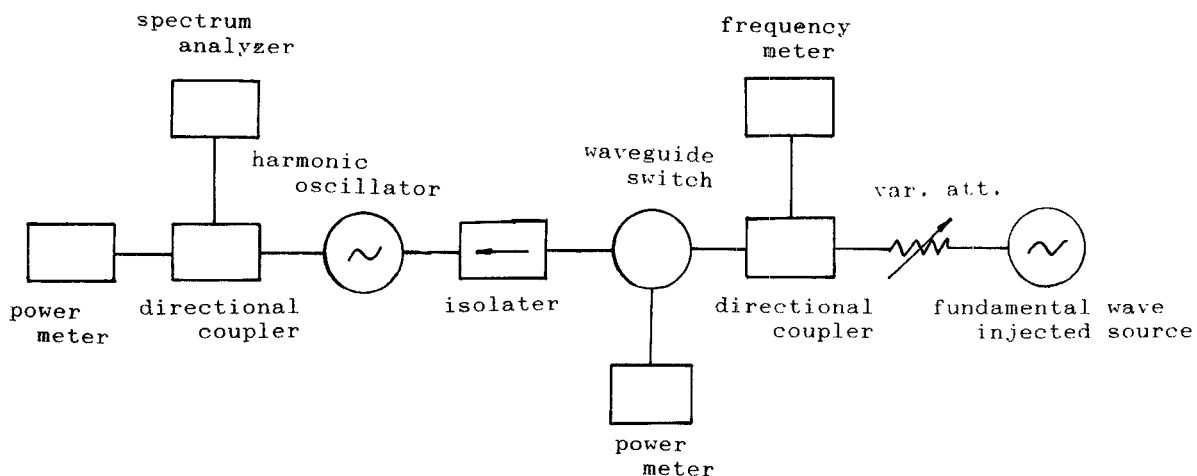 spectrum
analyzer
frequency
meter
harmonic
oscillator
waveguide
switch
var. att.
power
meter
directional
coupler
isolater
directional
coupler
fundamental wave
injected source
power
meter